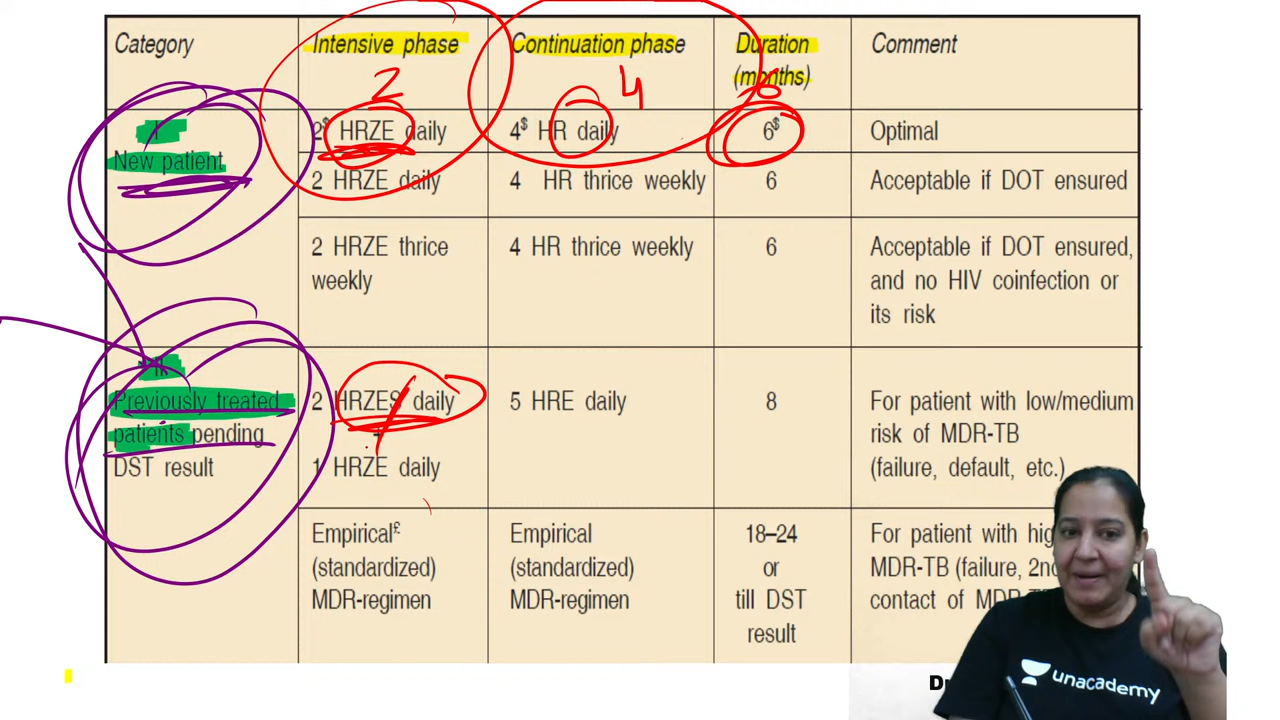 Category
Intensive phase
Continuation phase
Duration
(months)
Comment
2
4
6
I
New patient
2$ HRZE daily
4$ HR daily
6$
Optimal
2 HRZE daily
4 HR thrice weekly
6
Acceptable if DOT ensured
2 HRZE thrice
weekly
4 HR thrice weekly
6
Acceptable if DOT ensured,
and no HIV coinfection or
its risk
II
Previously treated
patients pending
DST result
2 HRZES daily
+
1 HRZE daily
5 HRE daily
8
For patient with low/medium
risk of MDR-TB
(failure, default, etc.)
Empirical£
(standardized)
MDR-regimen
Empirical
(standardized)
MDR-regimen
18–24
or
till DST
result
For patient with
MDR-TB (failure,
contact of
unacademy